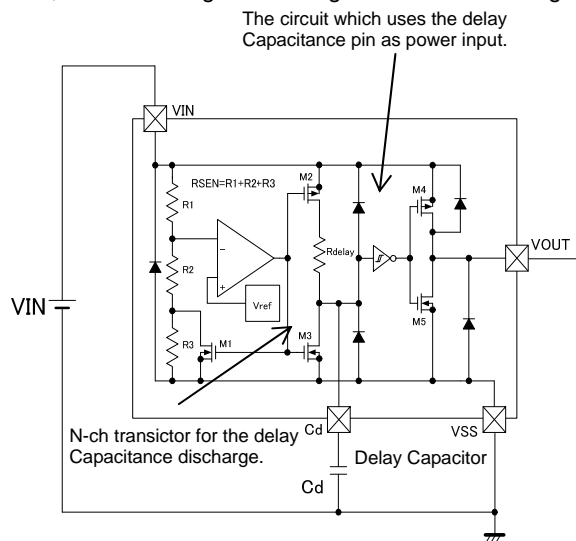 The circuit which uses the delay
Capacitance pin as power input.
VIN
RSEN=R1+R2+R3
M2
M4
R1
Rdelay
VOUT
R2
Vref
M5
VIN
R3
M1
M3
Cd
VSS
N-ch transictor for the delay
Capacitance discharge.
Delay Capacitor
Cd